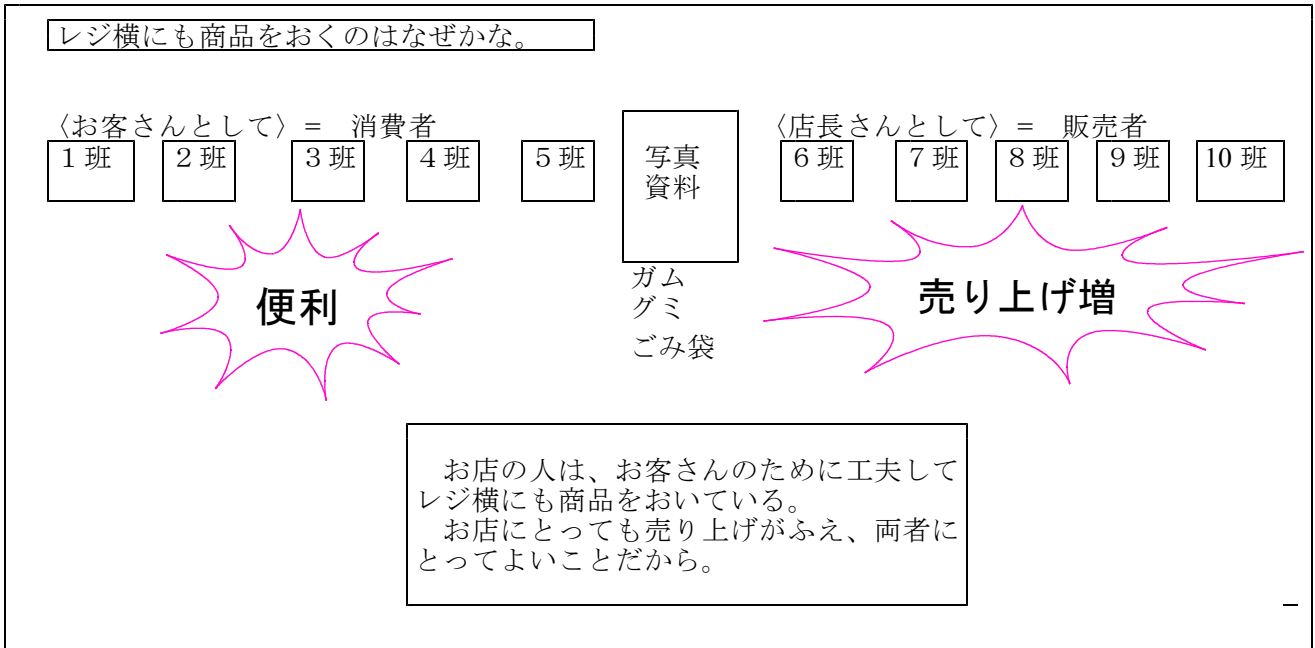 レジ横にも商品をおくのはなぜかな。
〈お客さんとして〉＝　消費者
１班
２班
３班
４班
５班
便利
写真
資料
ガム
グミ
ごみ袋
〈店長さんとして〉＝　販売者
６班
７班
８班
９班
10 班
売り上げ増
お店の人は、お客さんのために工夫して
レジ横にも商品をおいている。
お店にとっても売り上げがふえ、両者に
とってよいことだから。